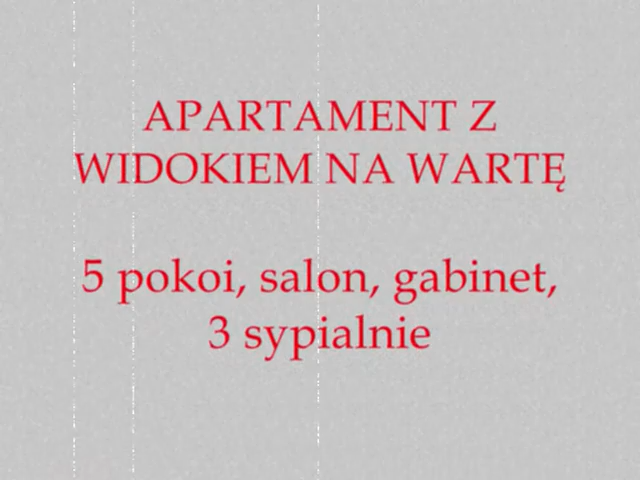 APARTAMENT Z
WIDOKIEM NA WARTĘ
5 pokoi, salon, gabinet,
3 sypialnie